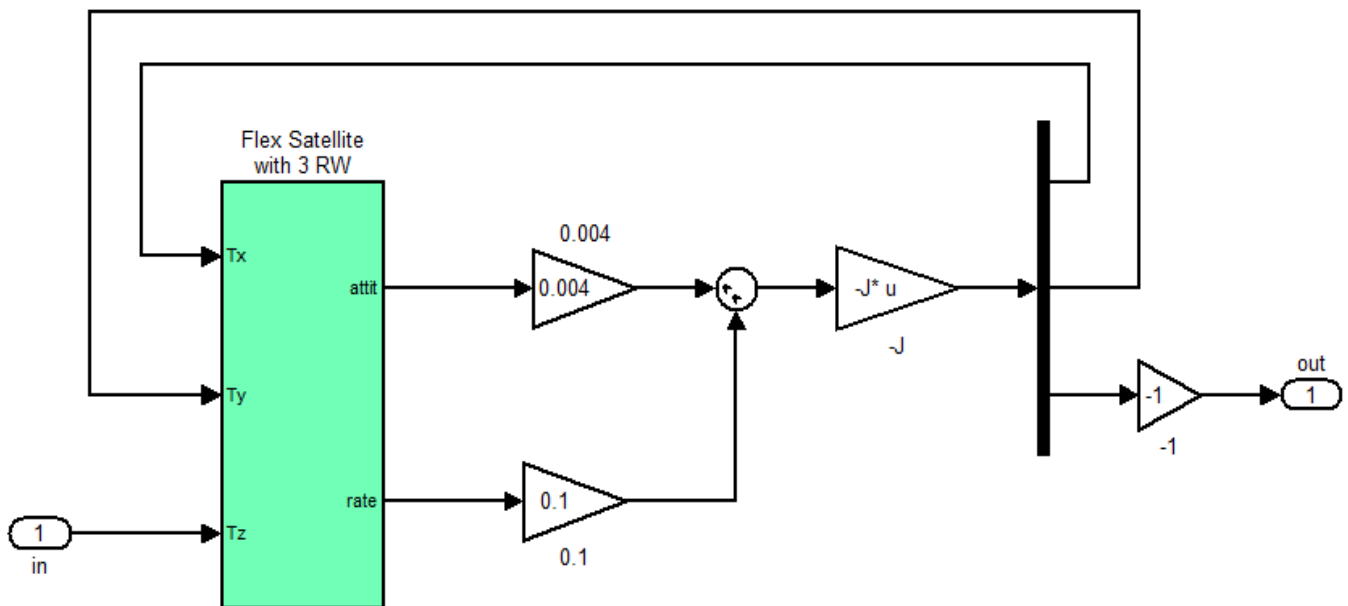 Flex Satellite
with 3 RW
Tx
Ty
Tz
attit
rate
1
in
0.004
0.004
0.1
0.1
++
-J* u
-J
-1
-1
out
1